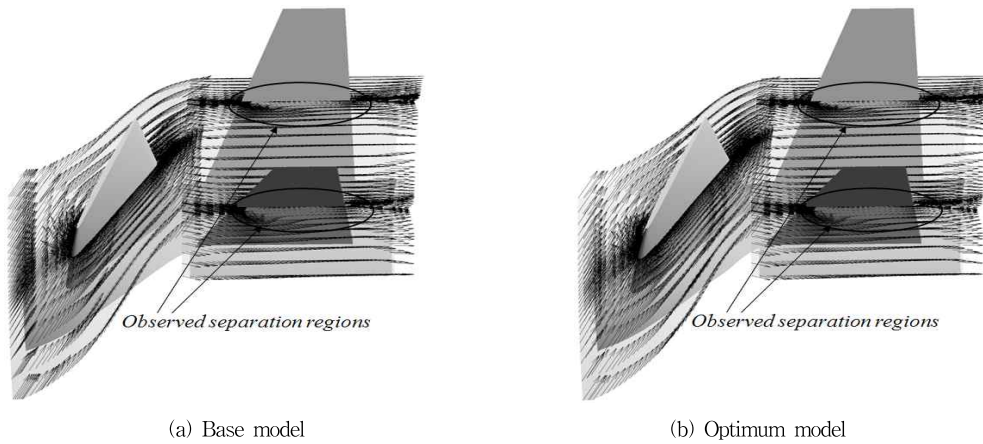 Observed separation regions
Observed separation regions
(a) Base model
(b) Optimum model